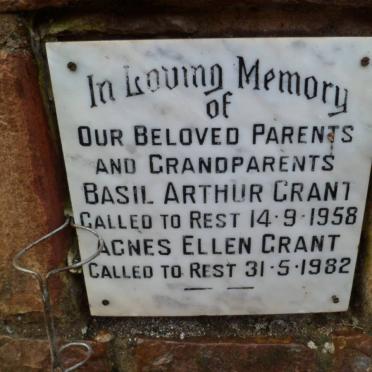 In Loving Memory
of
OUR BELOVED PARENTS
AND GRANDPARENTS
BASIL ARTHUR GRANT
CALLED TO REST 14·9·1958
AGNES ELLEN GRANT
CALLED TO REST 31·5·1982